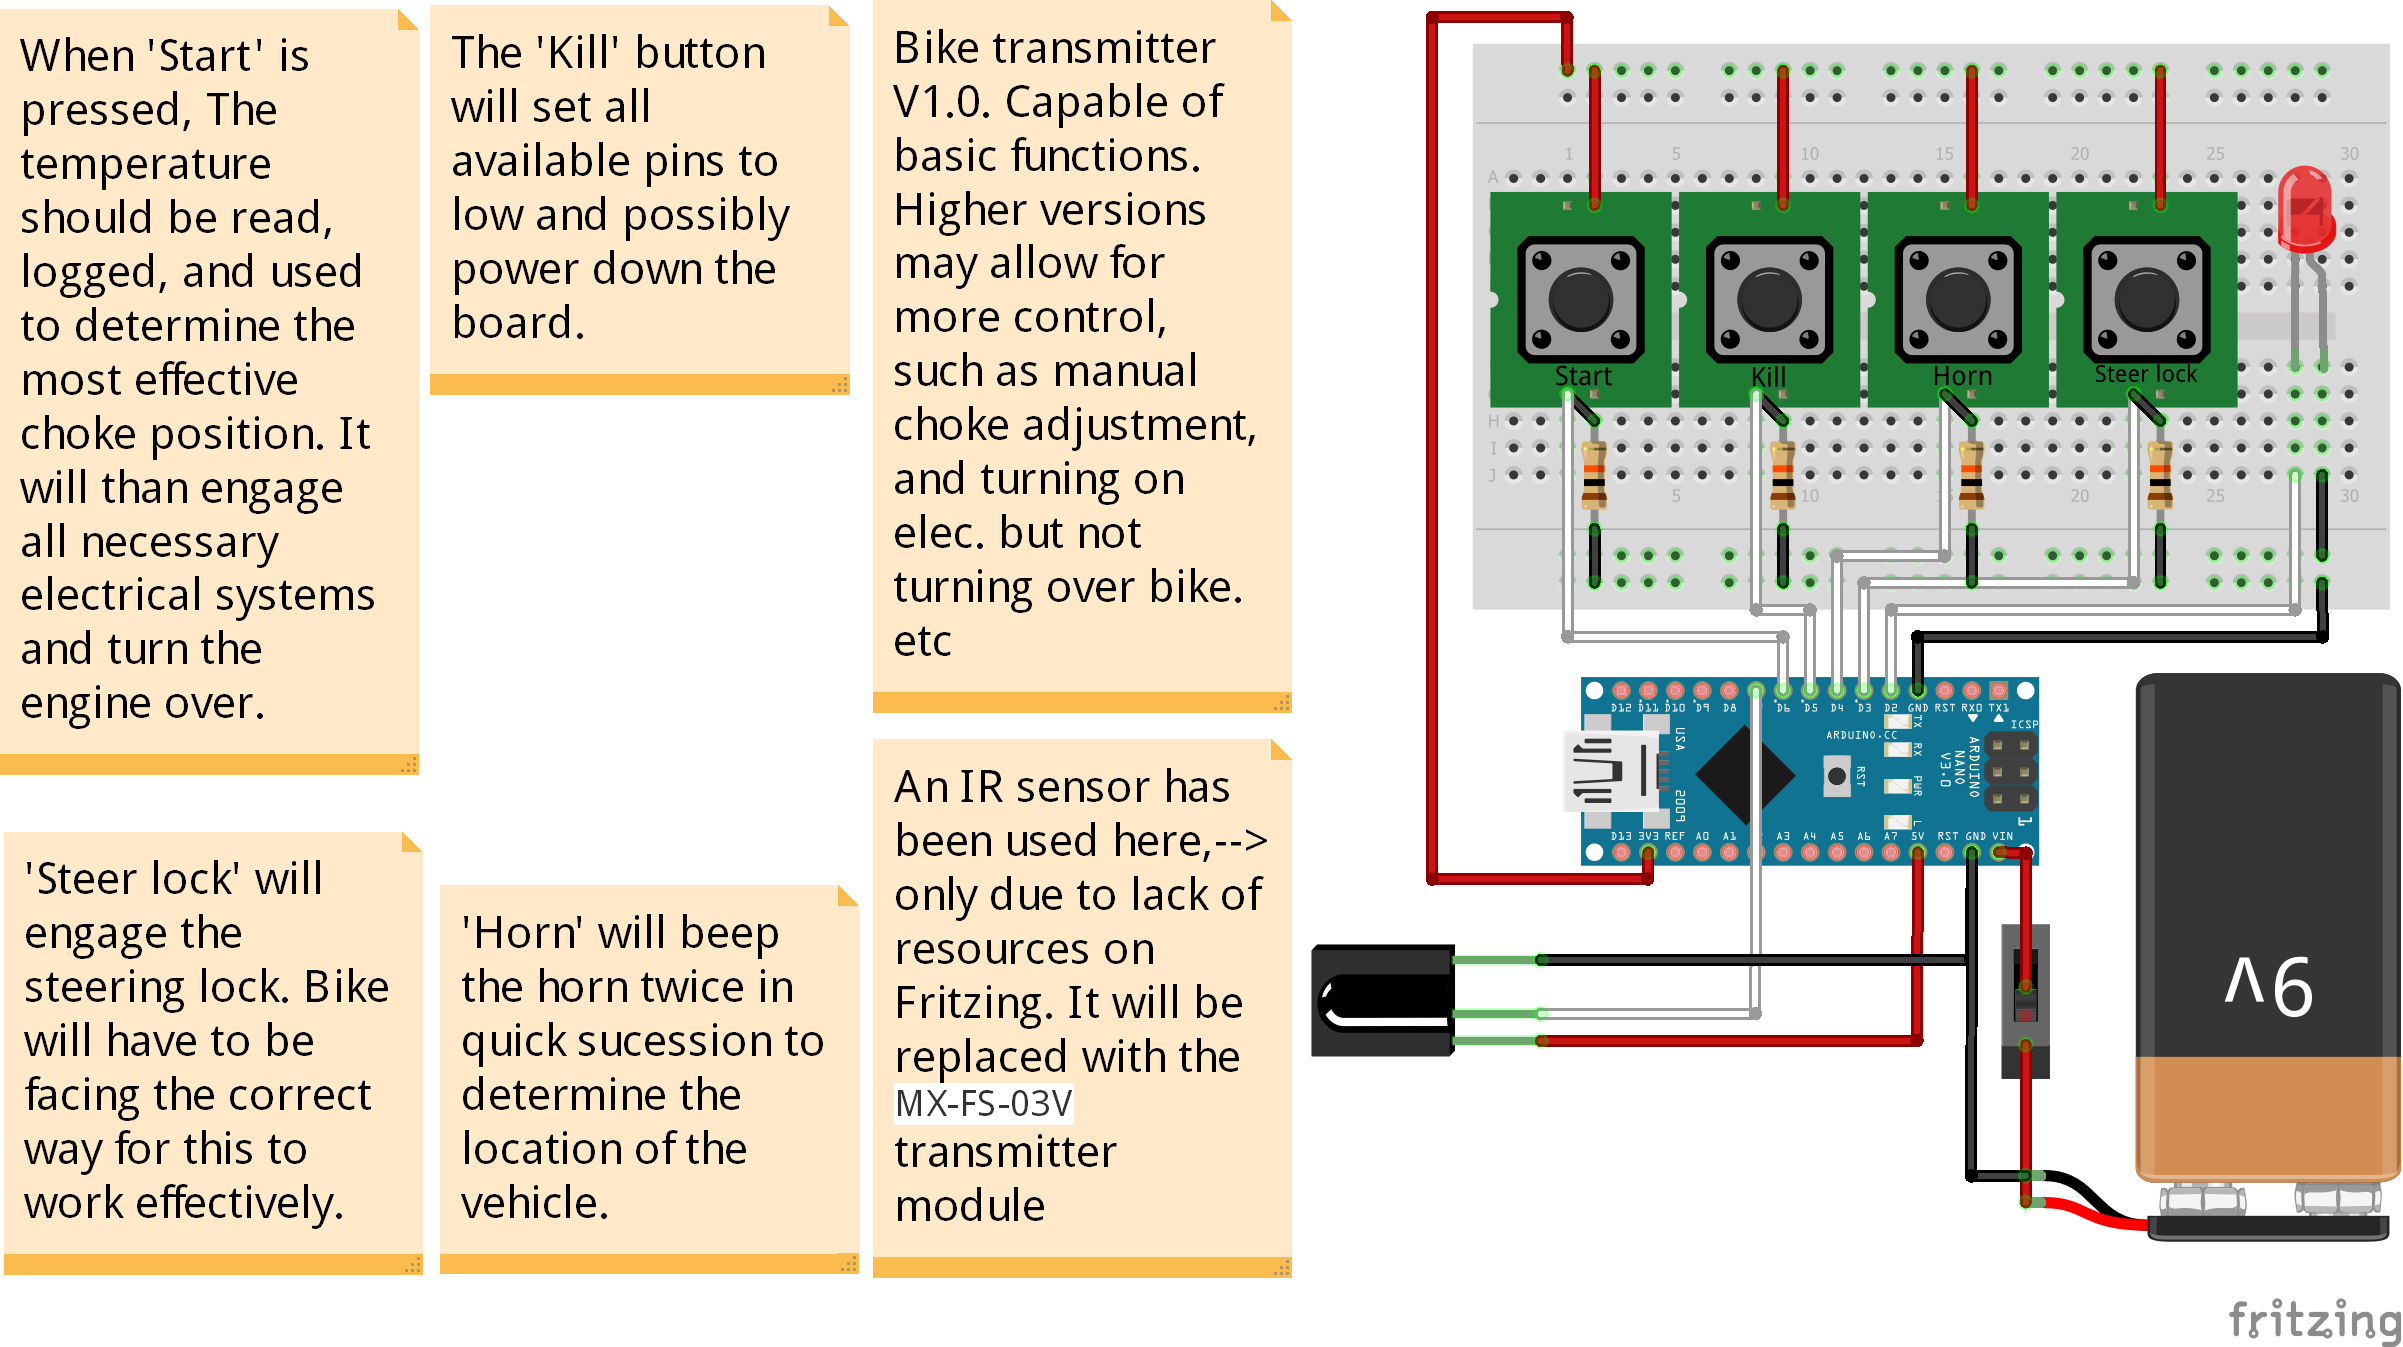 When 'Start' is
pressed, The
temperature
should be read,
logged, and used
to determine the
most effective
choke position. It
will than engage
all necessary
electrical systems
and turn the
engine over.
The 'Kill' button
will set all
available pins to
low and possibly
power down the
board.
Bike transmitter
V1.0. Capable of
basic functions.
Higher versions
may allow for
more control,
such as manual
choke adjustment,
and turning on
elec. but not
turning over bike.
etc
'Steer lock' will
engage the
steering lock. Bike
will have to be
facing the correct
way for this to
work effectively.
'Horn' will beep
the horn twice in
quick sucession to
determine the
location of the
vehicle.
An IR sensor has
been used here,-->
only due to lack of
resources on
Fritzing. It will be
replaced with the
MX-FS-03V
transmitter
module
1 5 10 15 20 25 30
A
Start Kill Horn Steer lock
H
I
J
5 10 15 20 25 30
D12 D11 D10 D9 D8 D6 D5 D4 D3 D2 GND RST RX0 TX1
TX
RX
PWR
L
ICSP
ARDUINO.CC
USA
2009
RST
ARDUINO
NANO
V3.0
1
D13 3V3 REF A0 A1 A3 A4 A5 A6 A7 5V RST GND VIN
9V
fritzing